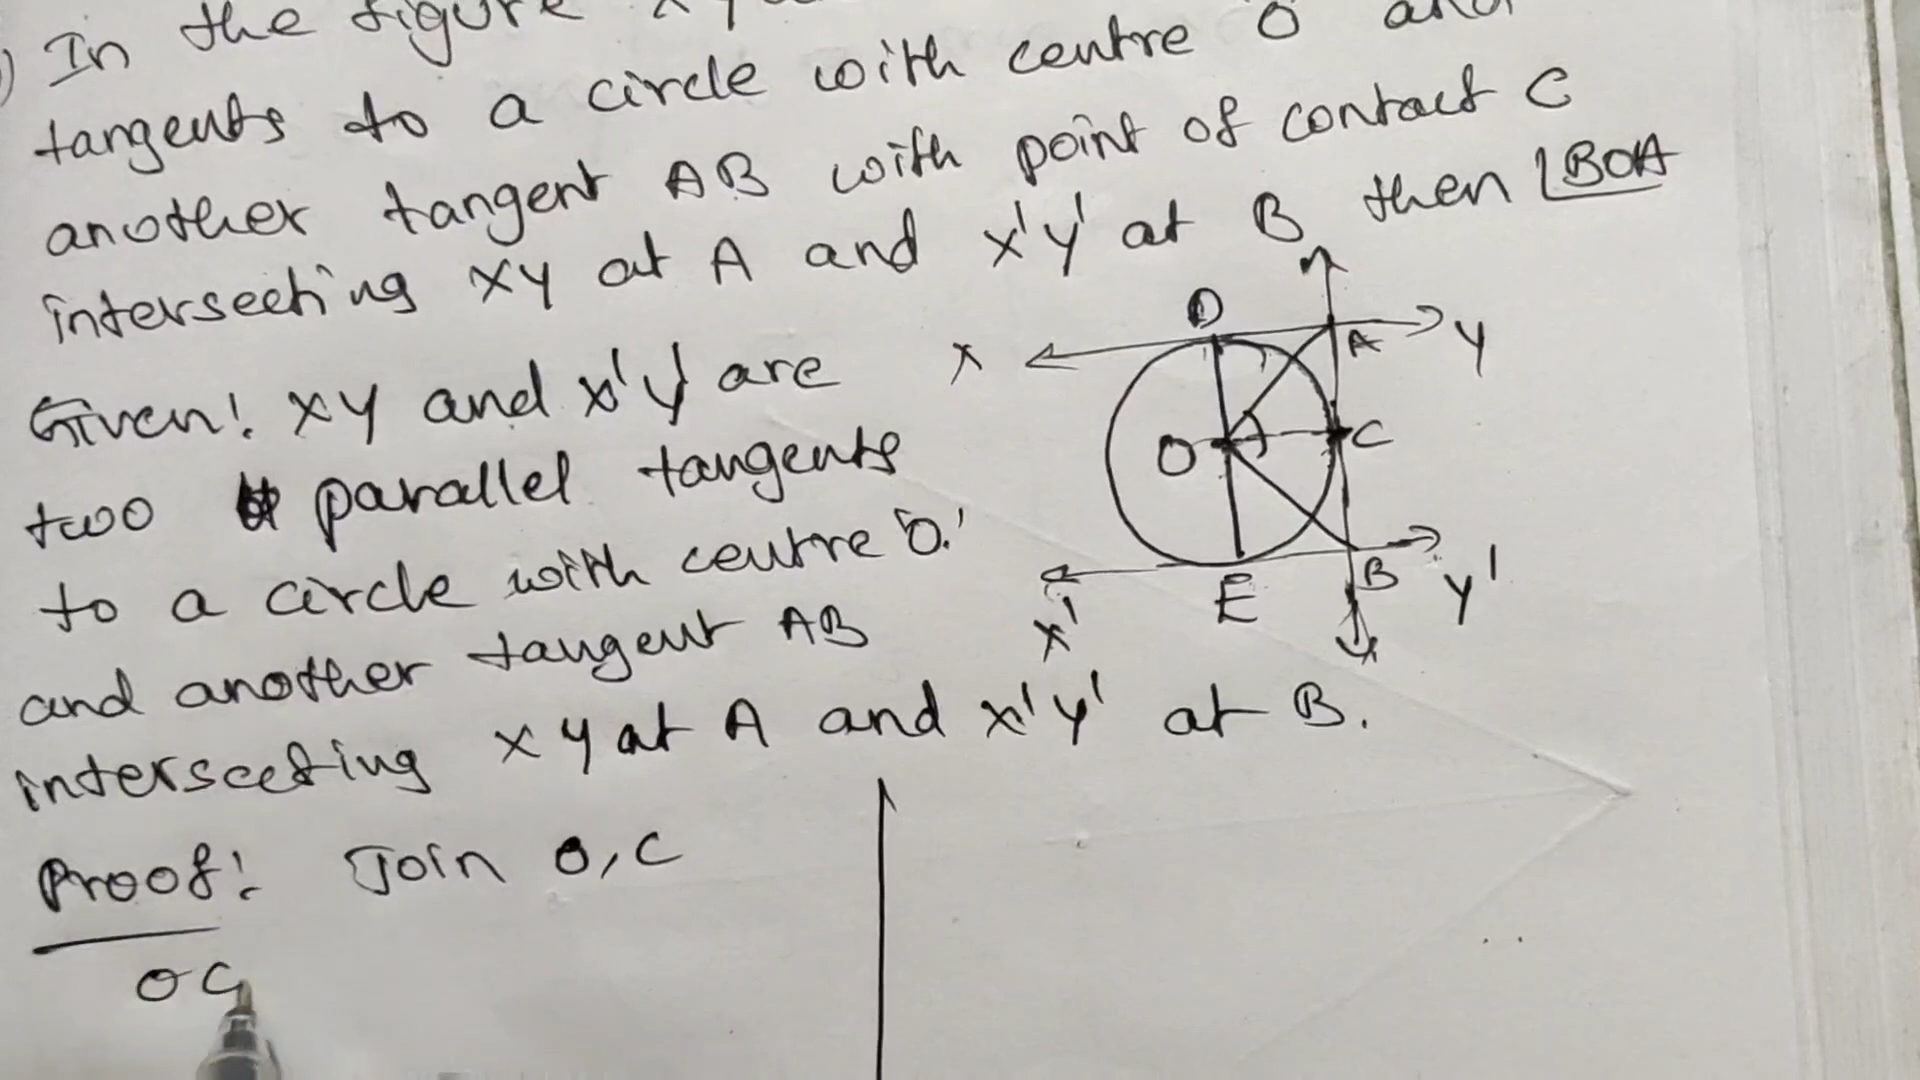 In the figure
tangents to a circle with centre O and
another tangent AB with point of contact C
intersecting XY at A and X'Y' at B then ∠BOA
Given! XY and X'Y' are
two parallel tangents
to a circle with centre 'O.'
and another tangent AB
intersecting XY at A and X'Y' at B.
Proof! Join O, C
OC
D
X
A
Y
O
C
E
B
X'
Y'